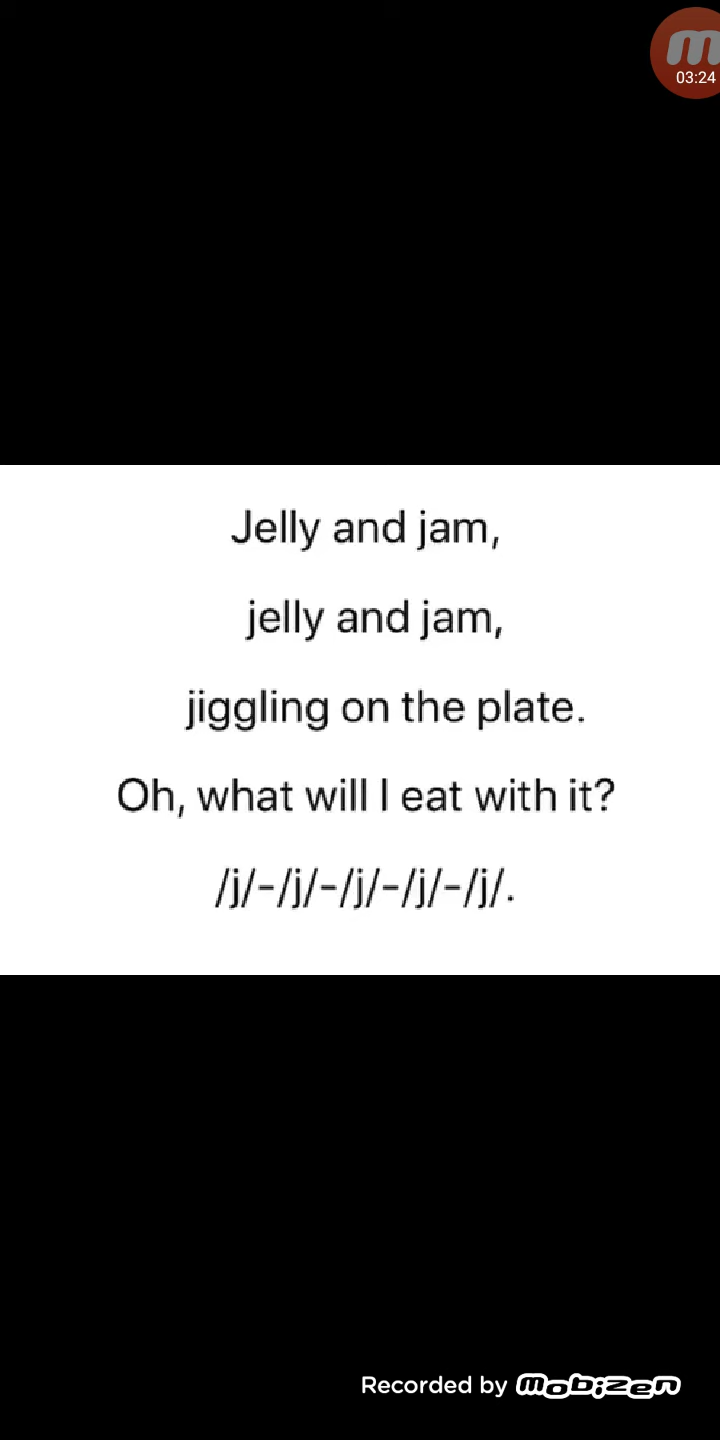 m
03:24
Jelly and jam,
jelly and jam,
jiggling on the plate.
Oh, what will I eat with it?
/j/-/j/-/j/-/j/-/j/.
Recorded by mobizen